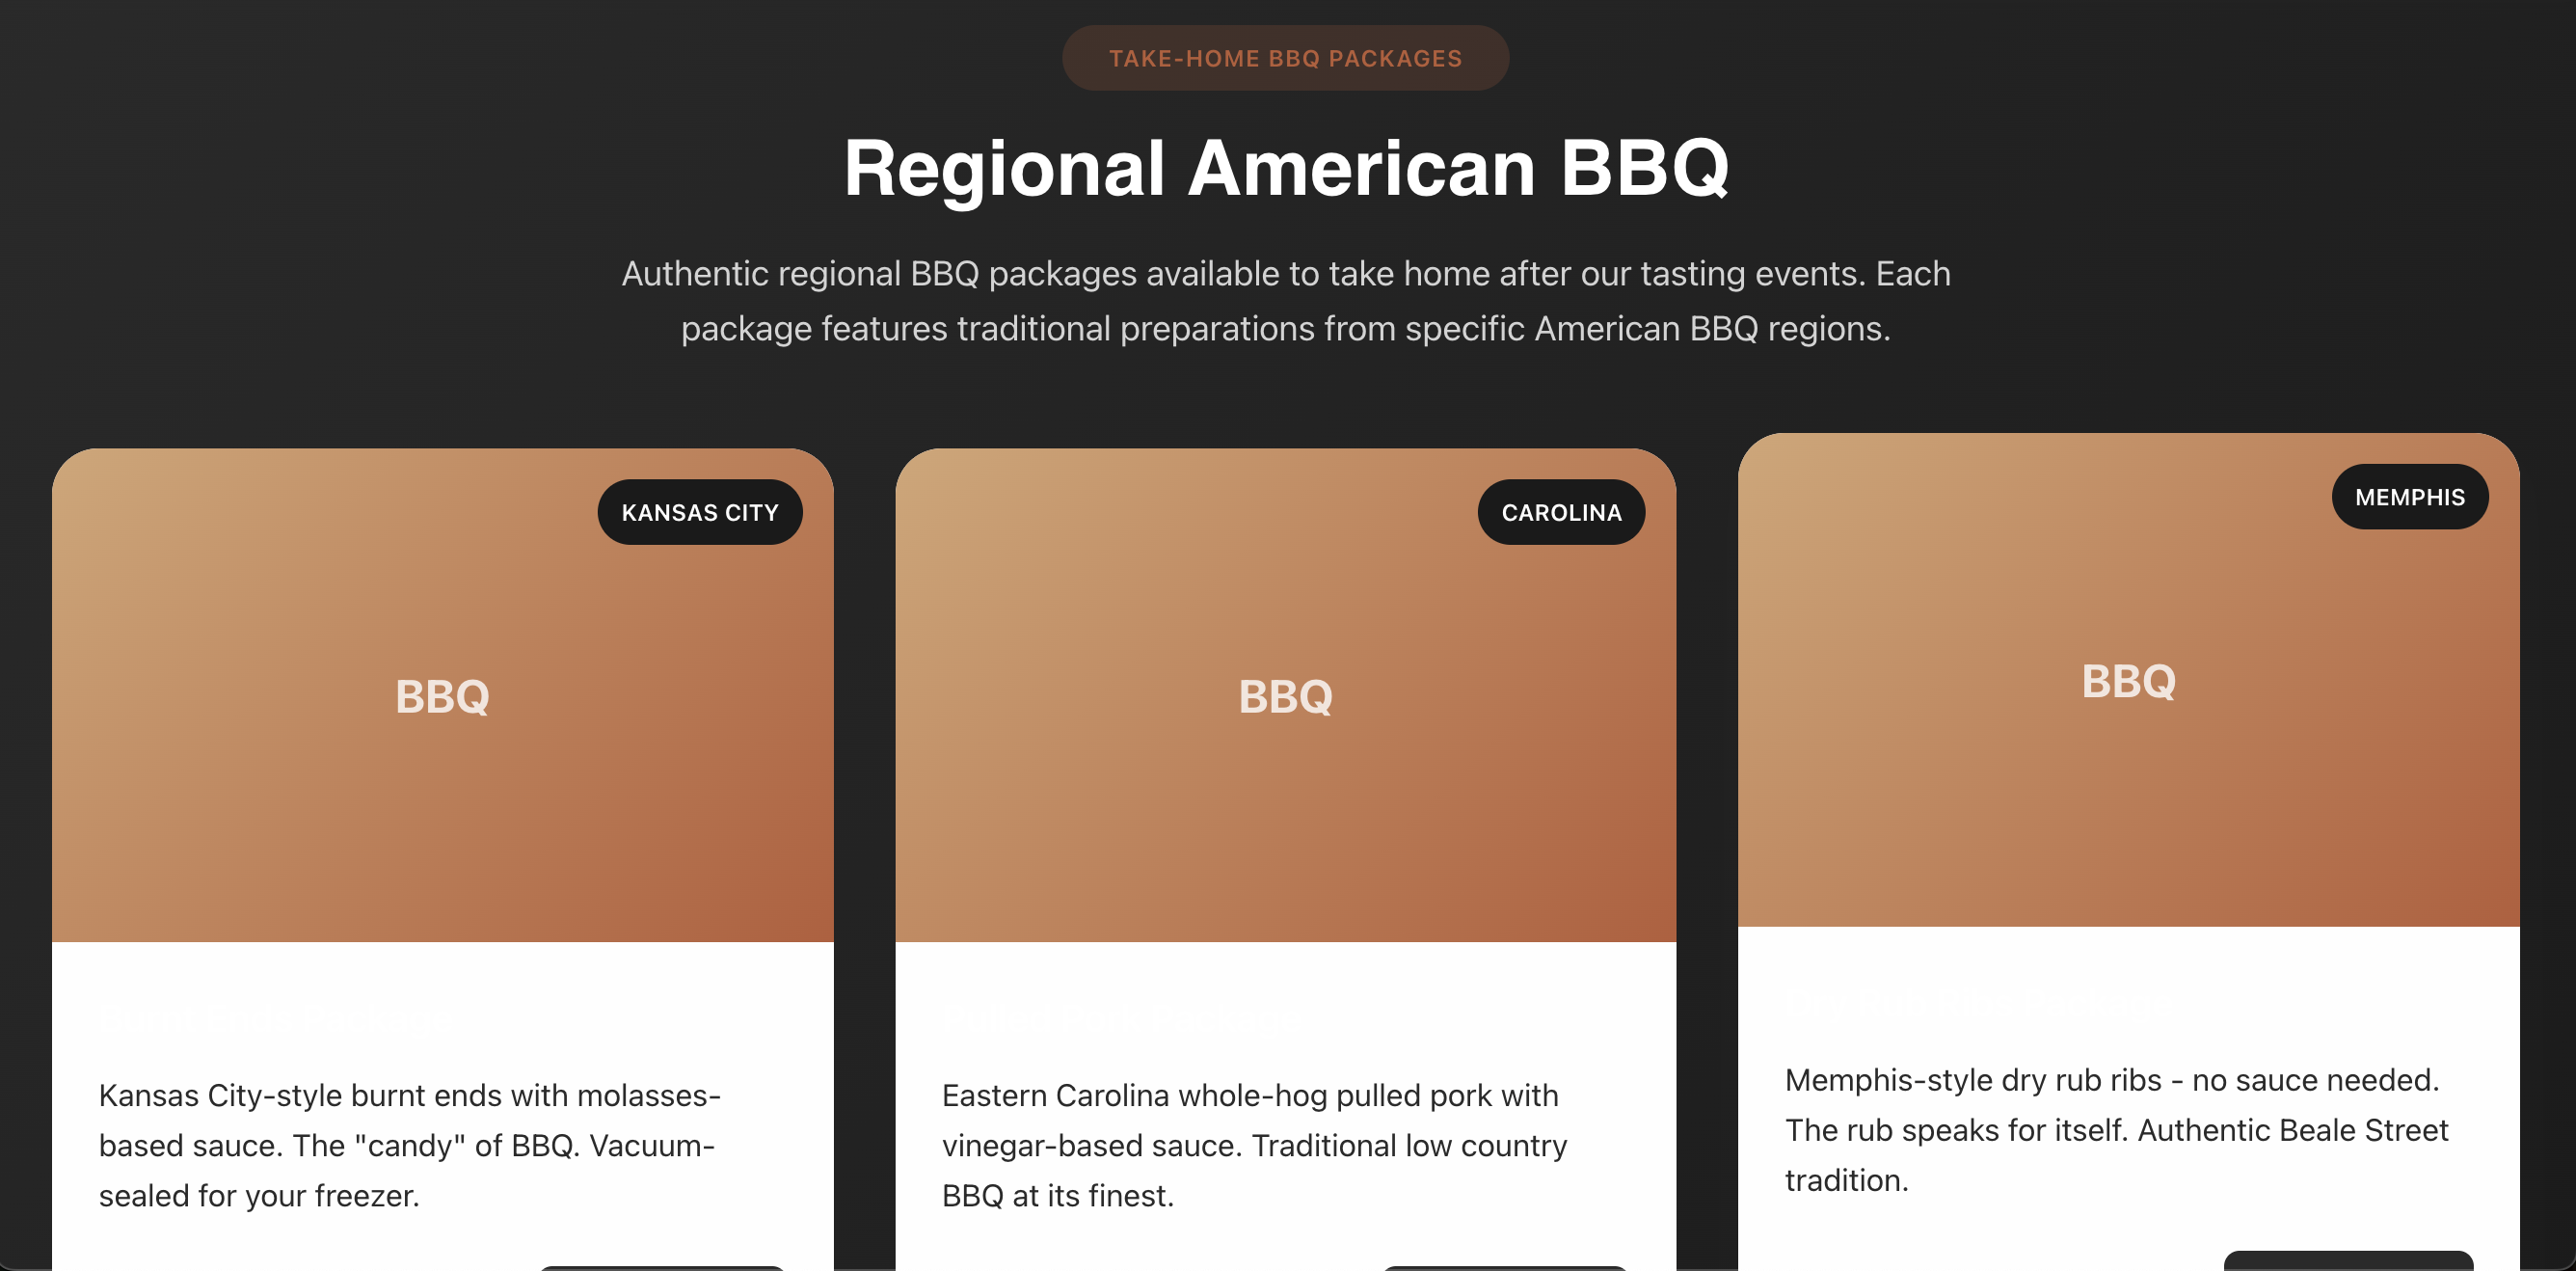 TAKE-HOME BBQ PACKAGES
Regional American BBQ
Authentic regional BBQ packages available to take home after our tasting events. Each
package features traditional preparations from specific American BBQ regions.
KANSAS CITY
BBQ
Kansas City-style burnt ends with molasses-
based sauce. The "candy" of BBQ. Vacuum-
sealed for your freezer.
CAROLINA
BBQ
Eastern Carolina whole-hog pulled pork with
vinegar-based sauce. Traditional low country
BBQ at its finest.
MEMPHIS
BBQ
Memphis-style dry rub ribs - no sauce needed.
The rub speaks for itself. Authentic Beale Street
tradition.